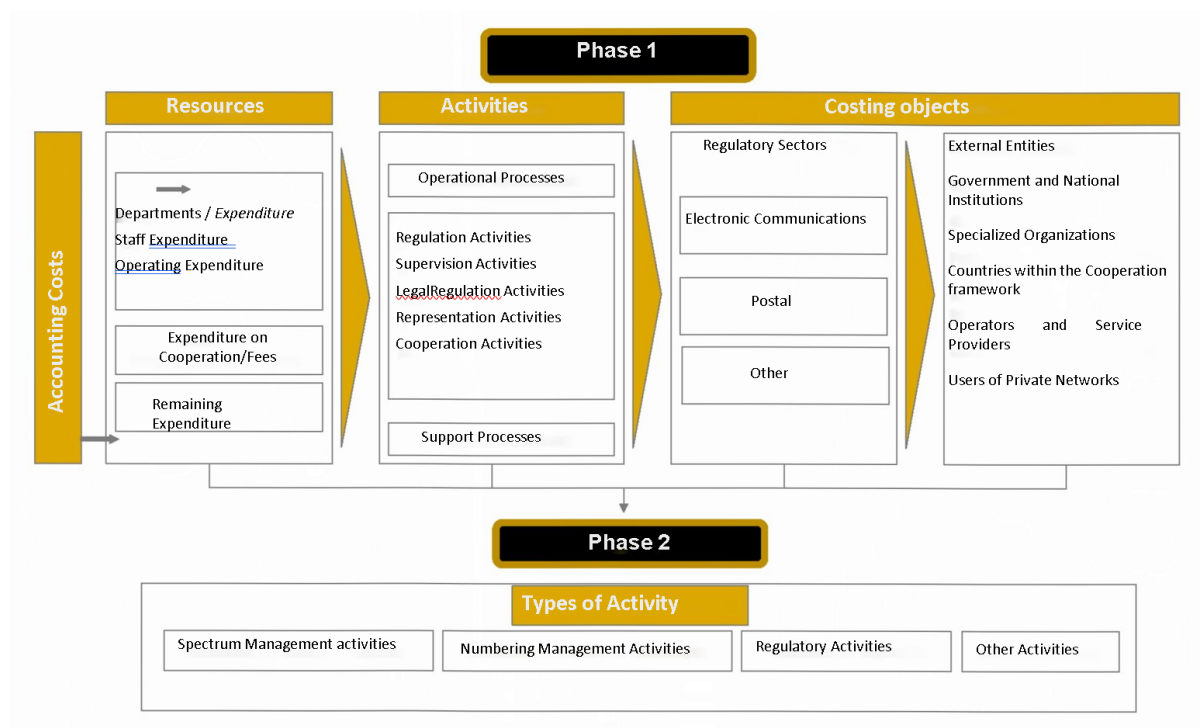 Phase 1
Resources
Activities
Costing objects
Accounting Costs
Departments / Expenditure
Staff Expenditure
Operating Expenditure
Expenditure on
Cooperation/Fees
Remaining
Expenditure
Operational Processes
Regulation Activities
Supervision Activities
LegalRegulation Activities
Representation Activities
Cooperation Activities
Support Processes
Regulatory Sectors
Electronic Communications
Postal
Other
External Entities
Government and National
Institutions
Specialized Organizations
Countries within the Cooperation
framework
Operators and Service
Providers
Users of Private Networks
Phase 2
Types of Activity
Spectrum Management activities
Numbering Management Activities
Regulatory Activities
Other Activities